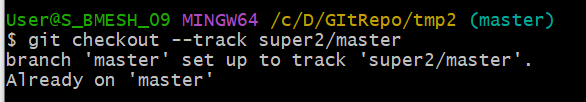 User@S_BMESH_O9 MINGW64 /c/D/GItRepo/tmp2 (master)
$ git checkout --track super2/master
branch 'master' set up to track 'super2/master'.
Already on 'master'